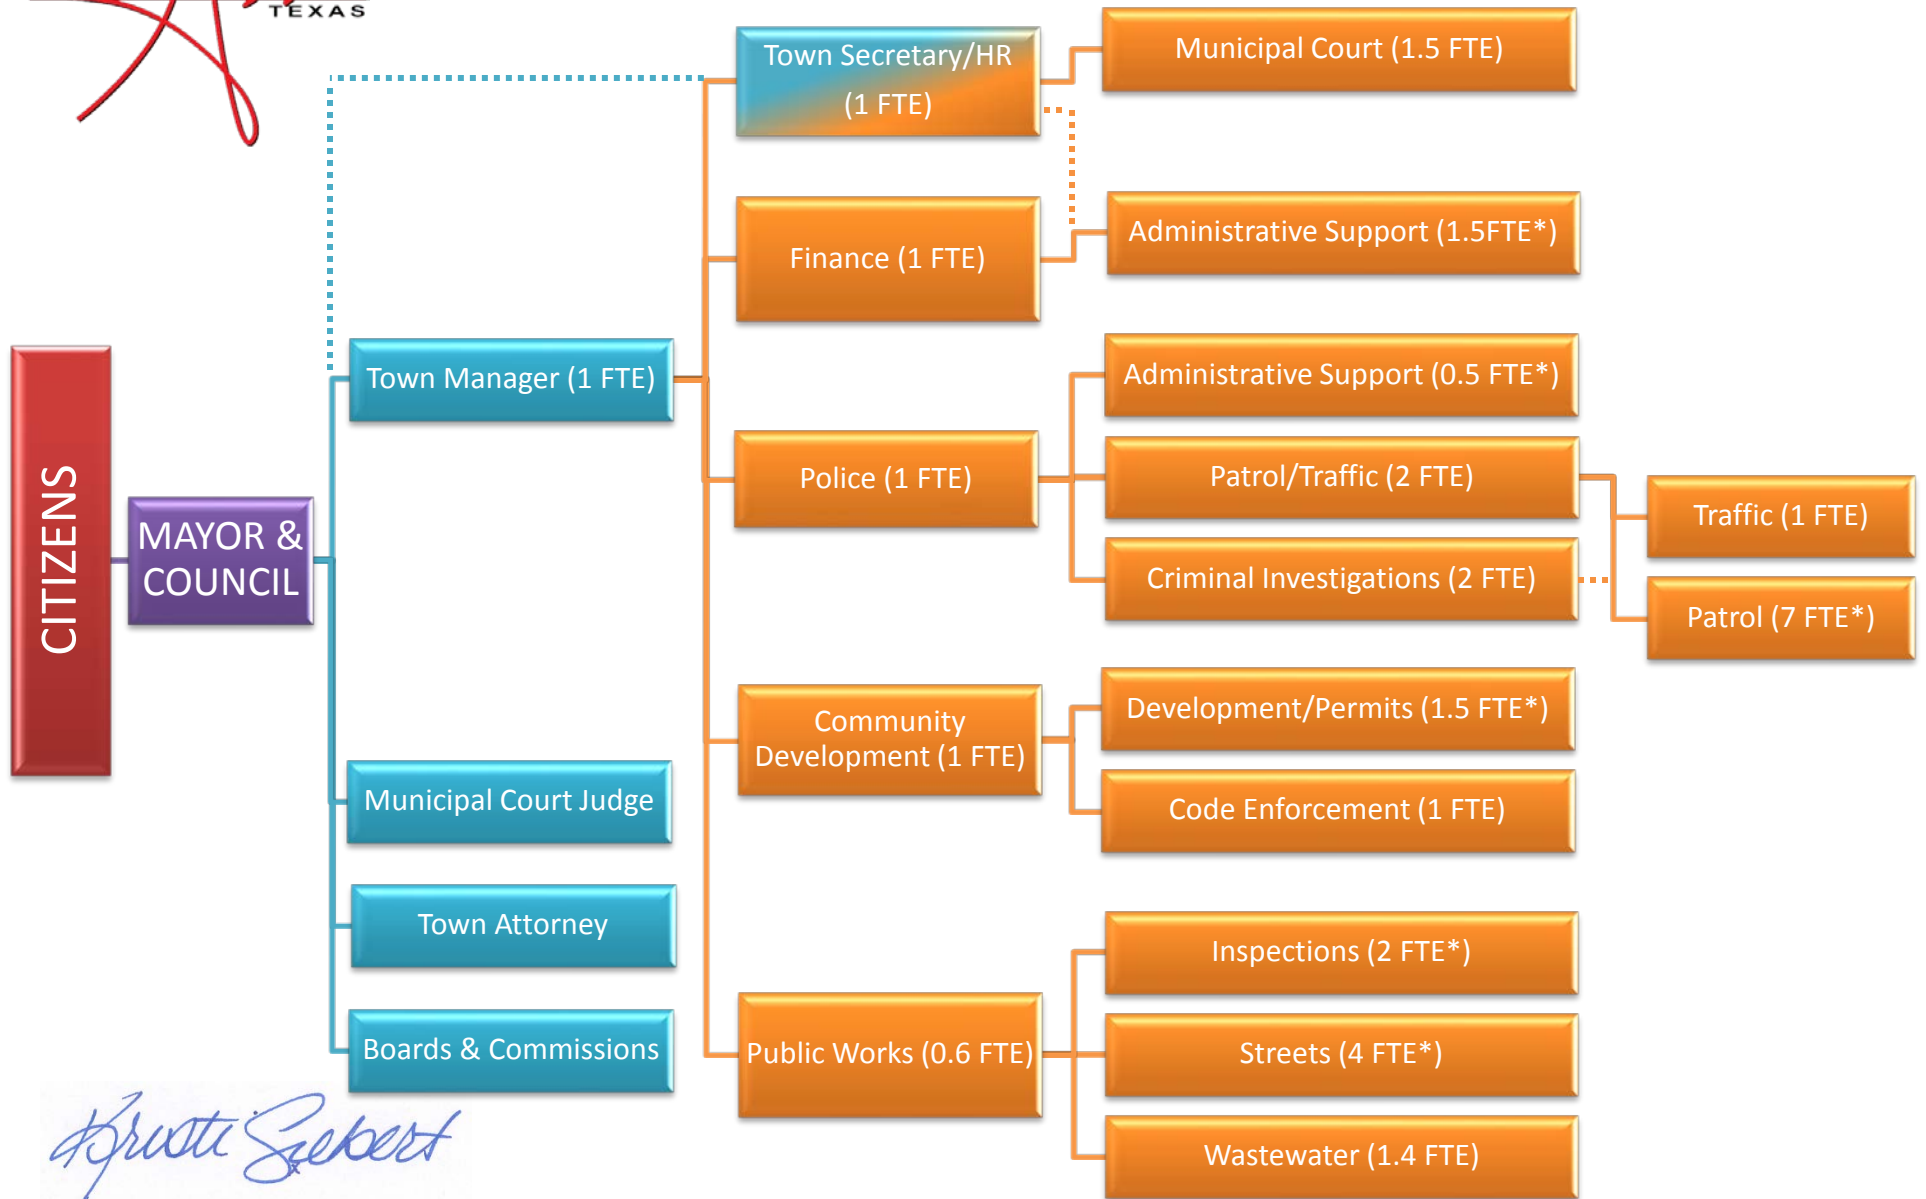 TEXAS
CITIZENS
MAYOR &
COUNCIL
Town Manager (1 FTE)
Municipal Court Judge
Town Attorney
Boards & Commissions
Town Secretary/HR
(1 FTE)
Municipal Court (1.5 FTE)
Finance (1 FTE)
Administrative Support (1.5FTE*)
Police (1 FTE)
Administrative Support (0.5 FTE*)
Patrol/Traffic (2 FTE)
Traffic (1 FTE)
Patrol (7 FTE*)
Criminal Investigations (2 FTE)
Community
Development (1 FTE)
Development/Permits (1.5 FTE*)
Code Enforcement (1 FTE)
Public Works (0.6 FTE)
Inspections (2 FTE*)
Streets (4 FTE*)
Wastewater (1.4 FTE)